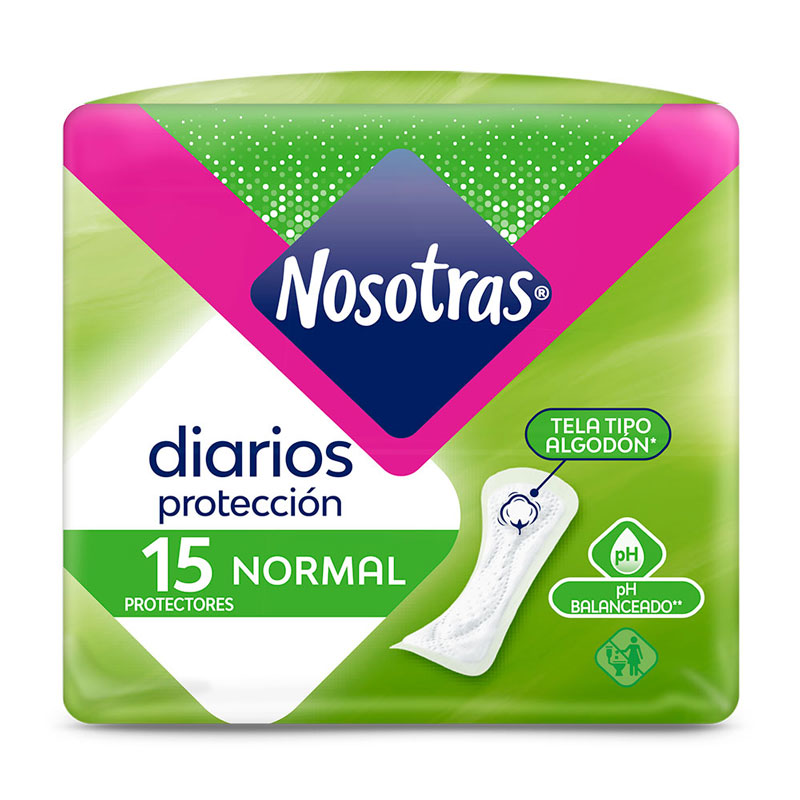 Nosotras®
diarios
protección
15 NORMAL
PROTECTORES
TELA TIPO
ALGODÓN*
pH
pH
BALANCEADO**